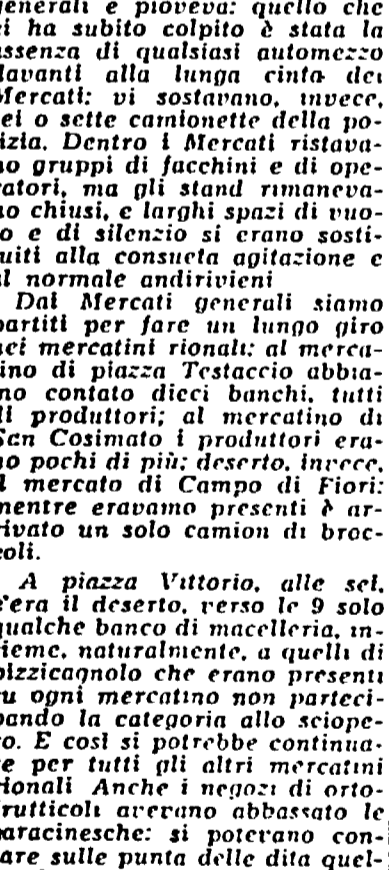 generali e pioveva: quello che
ci ha subito colpito è stata la
assenza di qualsiasi automezzo
davanti alla lunga cinta dei
Mercati: vi sostavano, invece,
sei o sette camionette della po-
lizia. Dentro i Mercati ristava-
no gruppi di facchini e di ope-
ratori, ma gli stand rimaneva-
no chiusi, e larghi spazi di vuo-
to e di silenzio si erano sosti-
tuiti alla consueta agitazione e
al normale andirivieni
Dai Mercati generali siamo
partiti per fare un lungo giro
nei mercatini rionali: al merca-
tino di piazza Testaccio abbia-
mo contato dieci banchi, tutti
di produttori; al mercatino di
San Cosimato i produttori era-
no pochi di più; deserto, invece,
il mercato di Campo di Fiori:
mentre eravamo presenti è ar-
rivato un solo camion di broc-
coli.
A piazza Vittorio, alle sei,
c'era il deserto, verso le 9 solo
qualche banco di macelleria, in-
sieme, naturalmente, a quelli di
pizzicagnolo che erano presenti
su ogni mercatino non parteci-
pando la categoria allo sciope-
ro. E così si potrebbe continua-
re per tutti gli altri mercatini
rionali Anche i negozi di orto-
frutticoli avevano abbassato le
saracinesche: si potevano con-
tare sulle punta delle dita quel-